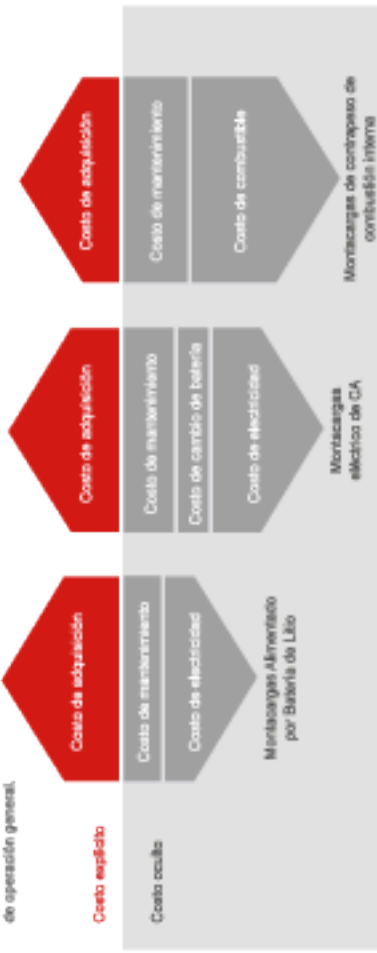 de operación general.
Costo explícito
Costo de adquisición
Costo de adquisición
Costo de adquisición
Costo oculto
Costo de mantenimiento
Costo de electricidad
Costo de mantenimiento
Costo de cambio de batería
Costo de electricidad
Costo de mantenimiento
Costo de combustible
Montacargas Alimentado
por Batería de Litio
Montacargas
eléctrico de CA
Montacargas de contrapeso de
combustión interna